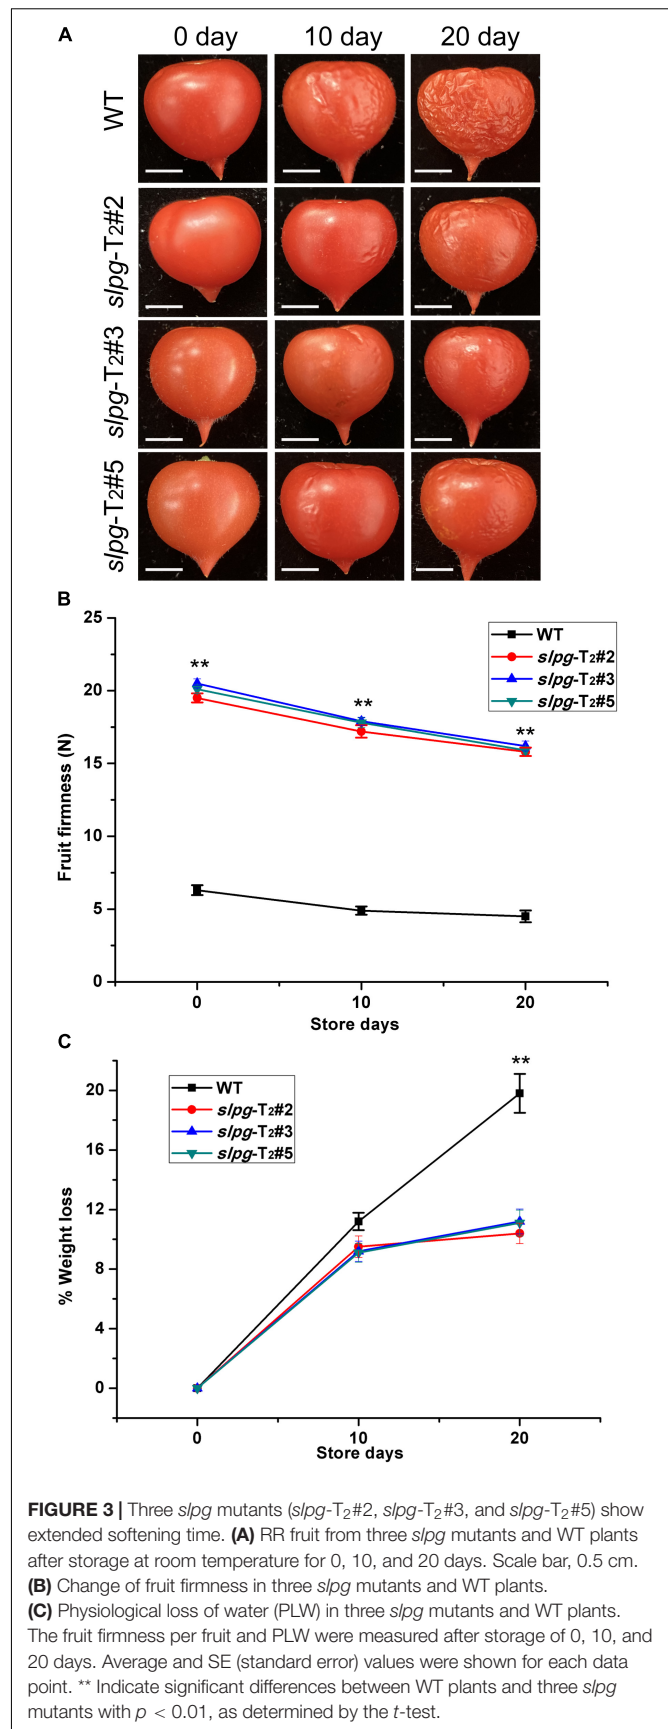 A
0 day 10 day 20 day
WT
slpg-T₂#2
slpg-T₂#3
slpg-T₂#5
B
25
20
15
10
5
0
Fruit firmness (N)
** ** **
WT
slpg-T₂#2
slpg-T₂#3
slpg-T₂#5
0 10 20
Store days
C
20
16
12
8
4
0
% Weight loss
**
WT
slpg-T₂#2
slpg-T₂#3
slpg-T₂#5
0 10 20
Store days
FIGURE 3 | Three slpg mutants (slpg-T₂#2, slpg-T₂#3, and slpg-T₂#5) show
extended softening time. (A) RR fruit from three slpg mutants and WT plants
after storage at room temperature for 0, 10, and 20 days. Scale bar, 0.5 cm.
(B) Change of fruit firmness in three slpg mutants and WT plants.
(C) Physiological loss of water (PLW) in three slpg mutants and WT plants.
The fruit firmness per fruit and PLW were measured after storage of 0, 10, and
20 days. Average and SE (standard error) values were shown for each data
point. ** Indicate significant differences between WT plants and three slpg
mutants with p < 0.01, as determined by the t-test.